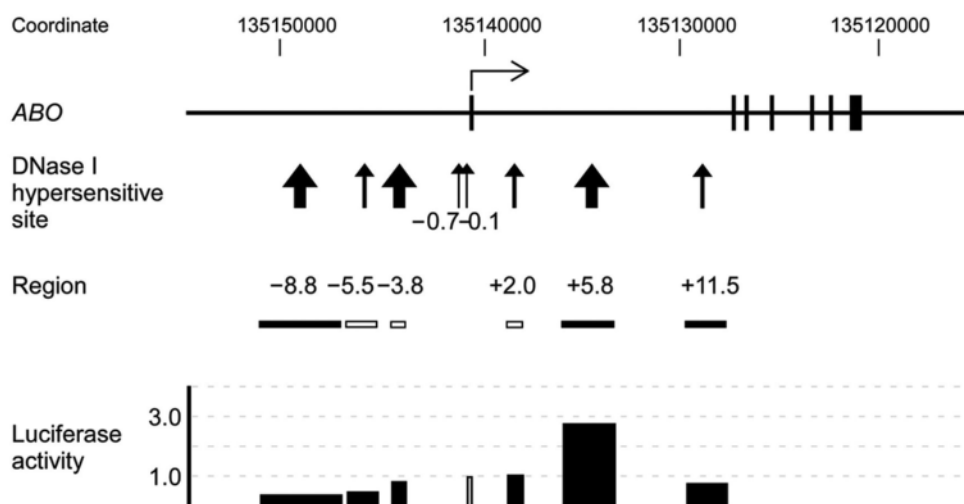 Coordinate 135150000 135140000 135130000 135120000
ABO
DNase I
hypersensitive
site
−0.7 −0.1
Region −8.8 −5.5 −3.8 +2.0 +5.8 +11.5
3.0
Luciferase
activity
1.0